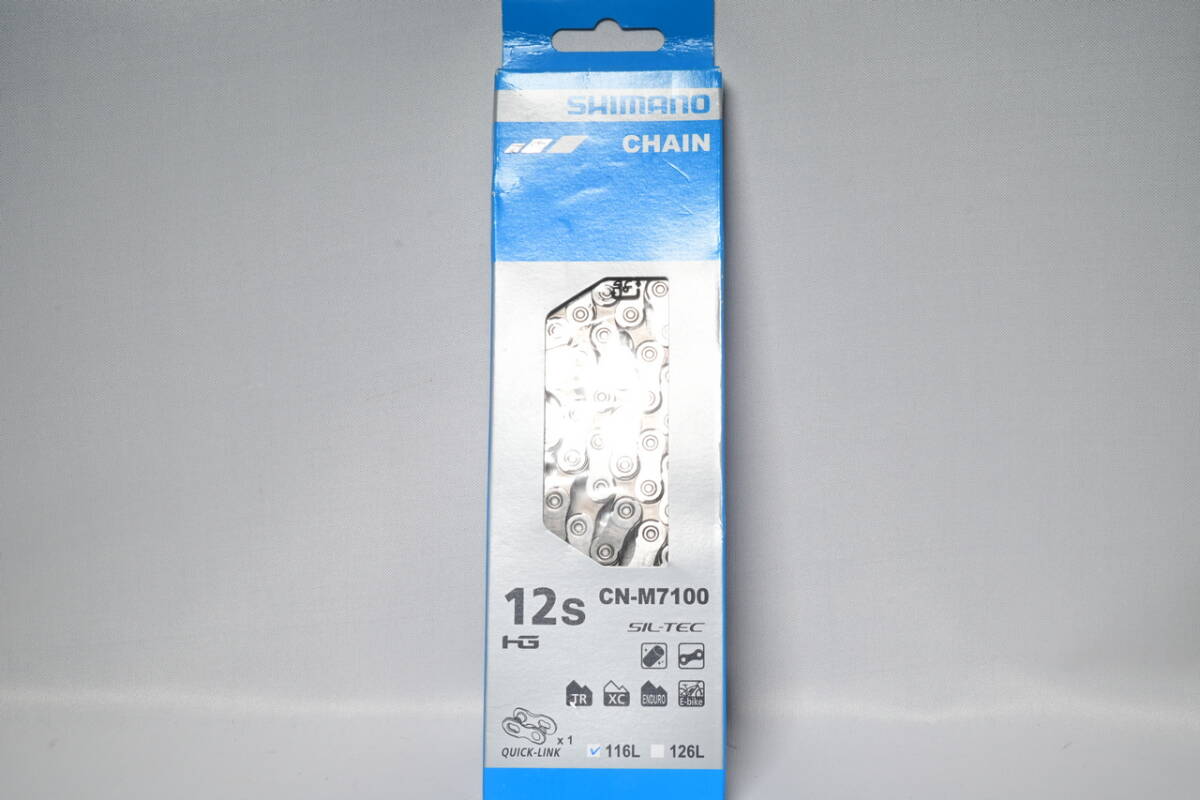 SHIMANO
CHAIN
12s
CN-M7100
HG
SIL-TEC
TR
XC
ENDURO
E-bike
x 1
QUICK-LINK
116L
126L